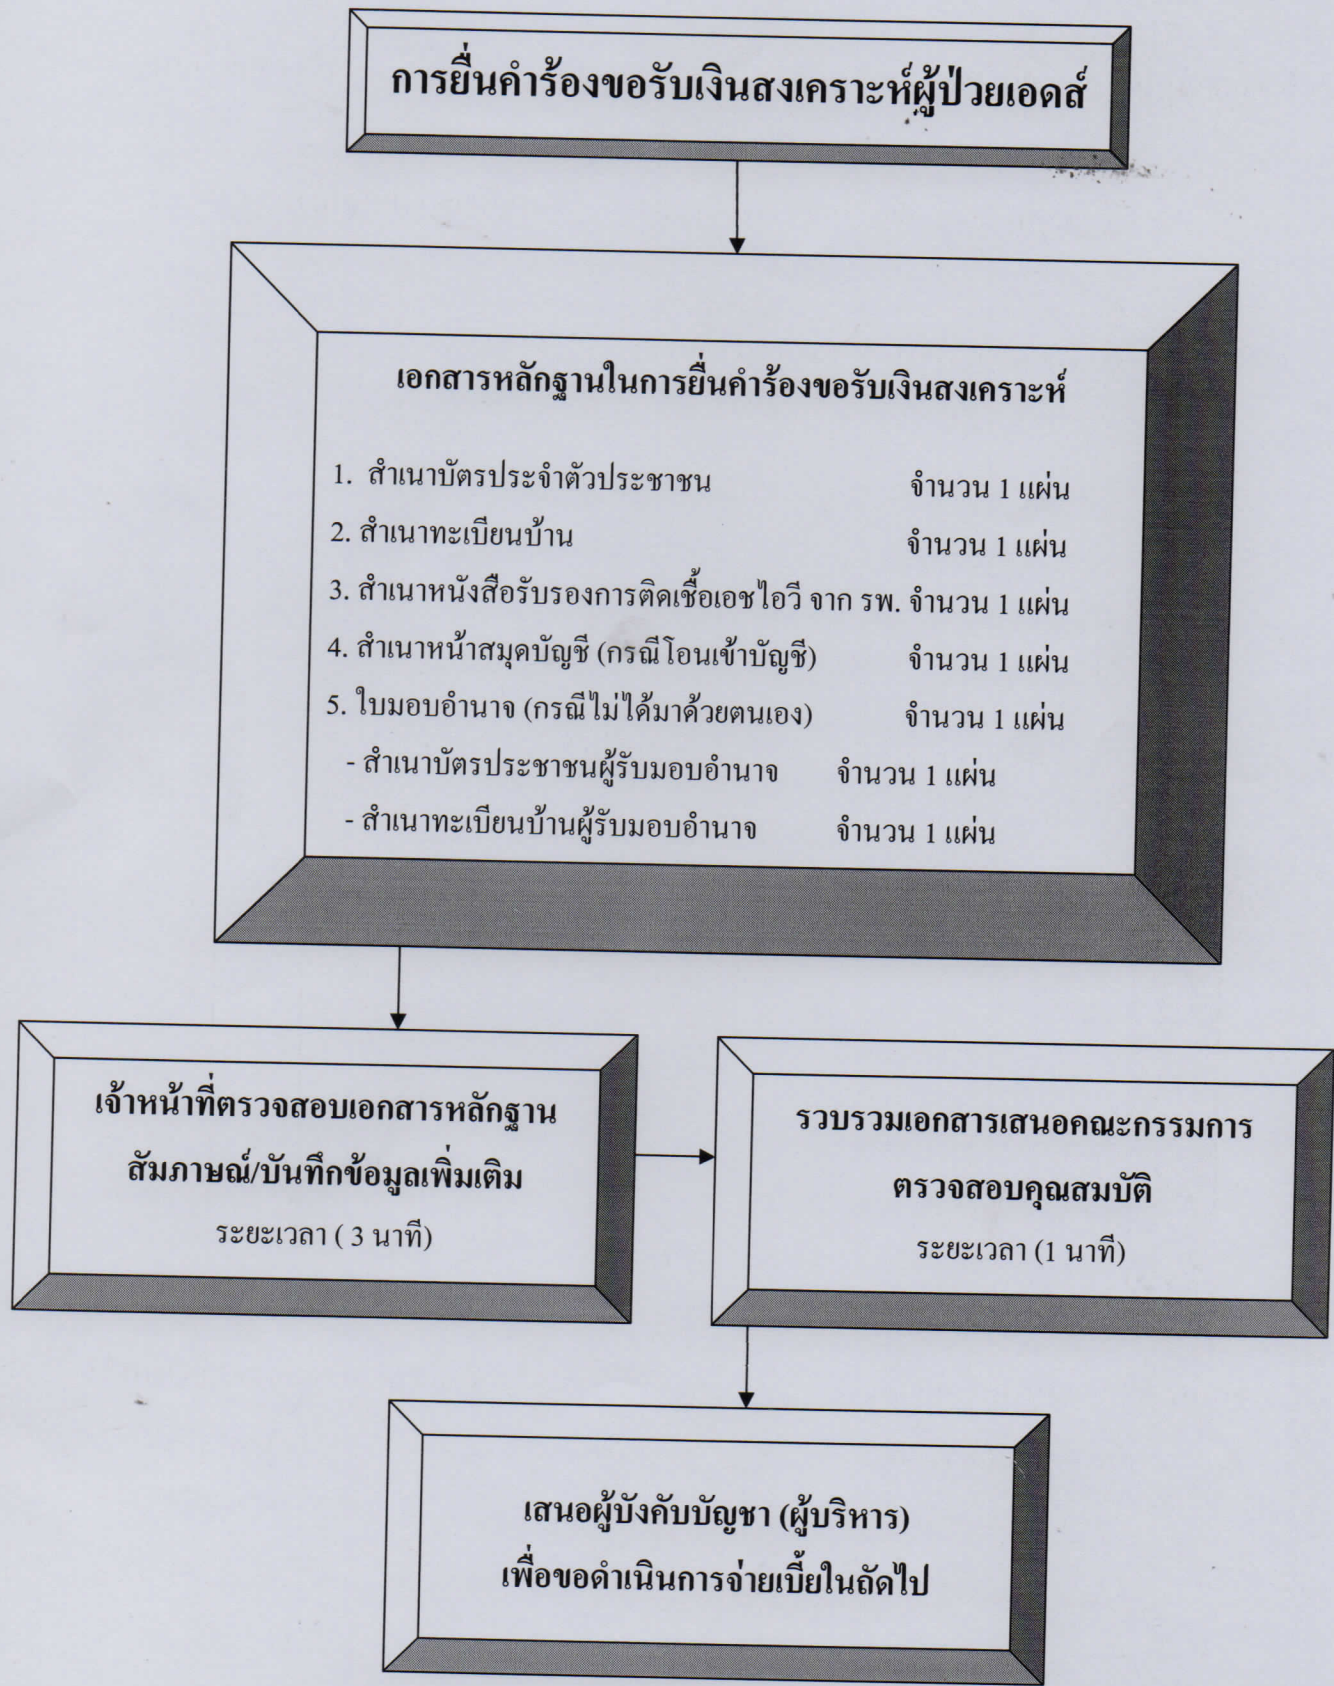 การยื่นคำร้องขอรับเงินสงเคราะห์ผู้ป่วยเอดส์
เอกสารหลักฐานในการยื่นคำร้องขอรับเงินสงเคราะห์
1. สำเนาบัตรประจำตัวประชาชน จำนวน 1 แผ่น
2. สำเนาทะเบียนบ้าน จำนวน 1 แผ่น
3. สำเนาหนังสือรับรองการติดเชื้อเอชไอวี จาก รพ. จำนวน 1 แผ่น
4. สำเนาหน้าสมุดบัญชี (กรณีโอนเข้าบัญชี) จำนวน 1 แผ่น
5. ใบมอบอำนาจ (กรณีไม่ได้มาด้วยตนเอง) จำนวน 1 แผ่น
- สำเนาบัตรประชาชนผู้รับมอบอำนาจ จำนวน 1 แผ่น
- สำเนาทะเบียนบ้านผู้รับมอบอำนาจ จำนวน 1 แผ่น
เจ้าหน้าที่ตรวจสอบเอกสารหลักฐาน
สัมภาษณ์/บันทึกข้อมูลเพิ่มเติม
ระยะเวลา ( 3 นาที)
รวบรวมเอกสารเสนอคณะกรรมการ
ตรวจสอบคุณสมบัติ
ระยะเวลา (1 นาที)
เสนอผู้บังคับบัญชา (ผู้บริหาร)
เพื่อขอดำเนินการจ่ายเบี้ยในถัดไป